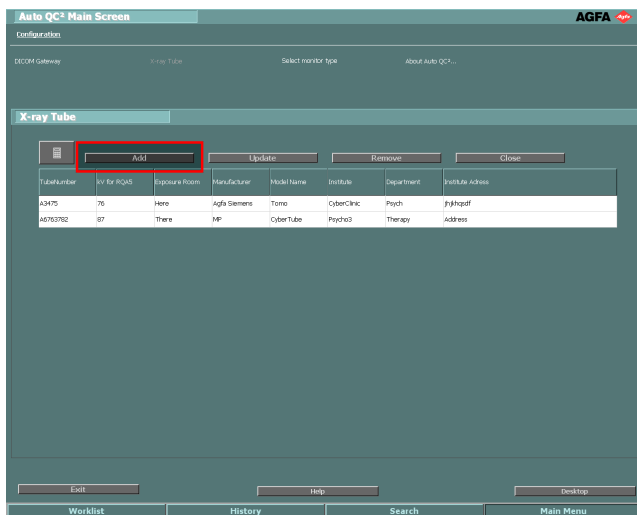 Auto QC² Main Screen
AGFA Agfa
Configuration
DICOM Gateway X-ray Tube Select monitor type About Auto QC²...
X-ray Tube
Add Update Remove Close
TubeNumber kV for RQA5 Exposure Room Manufacturer Model Name Institute Department Institute Adress
A3475 76 Here Agfa Siemens Tomo CyberClinic Psych jhjkhqsdf
A6763782 87 There MP CyberTube Psycho3 Therapy Address
Exit Help Desktop
Worklist History Search Main Menu